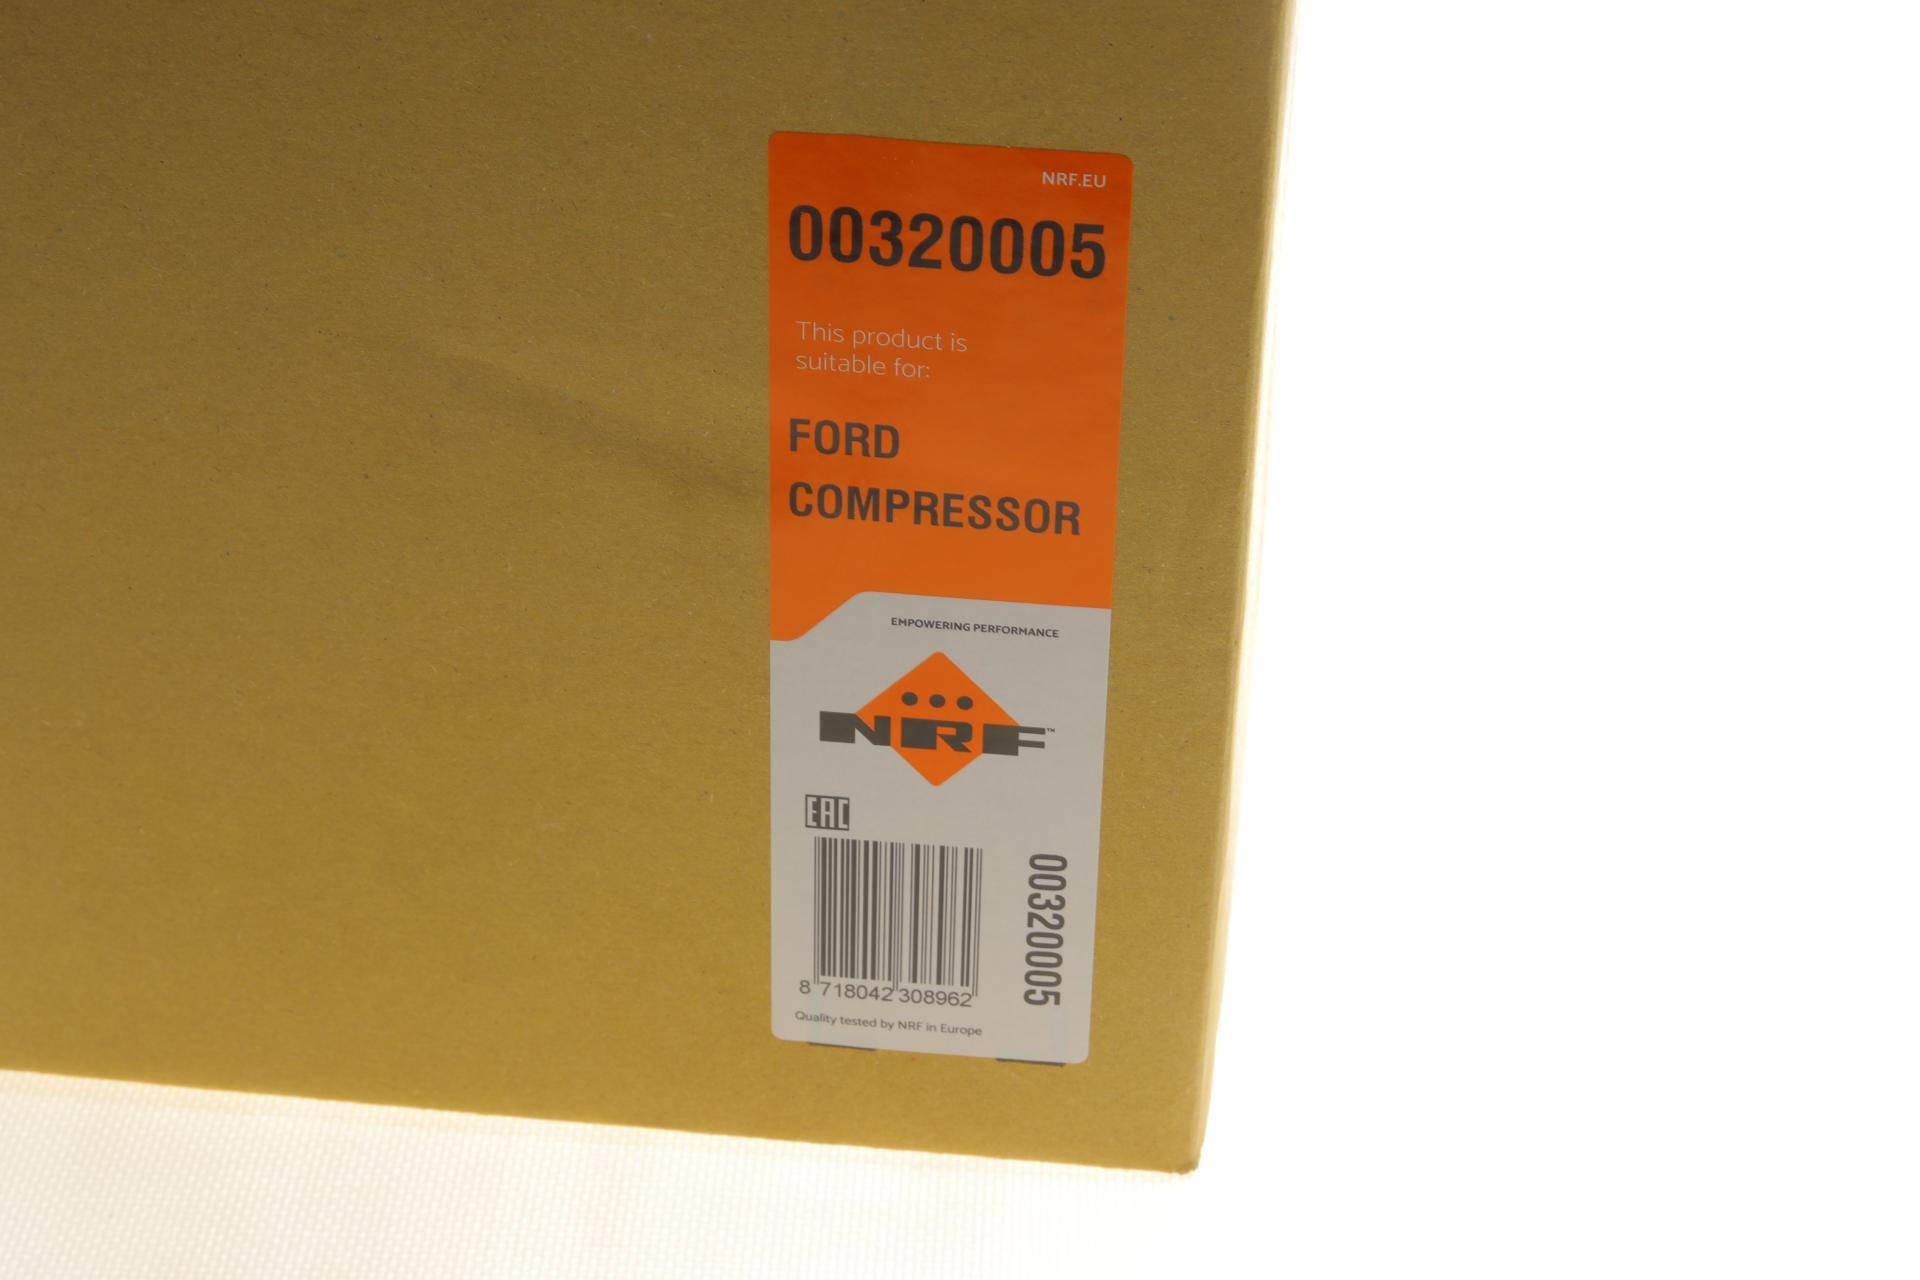 NRF.EU
00320005
This product is
suitable for:
FORD
COMPRESSOR
EMPOWERING PERFORMANCE
NRF™
EAC
00320005
8 718042 308962
Quality tested by NRF in Europe